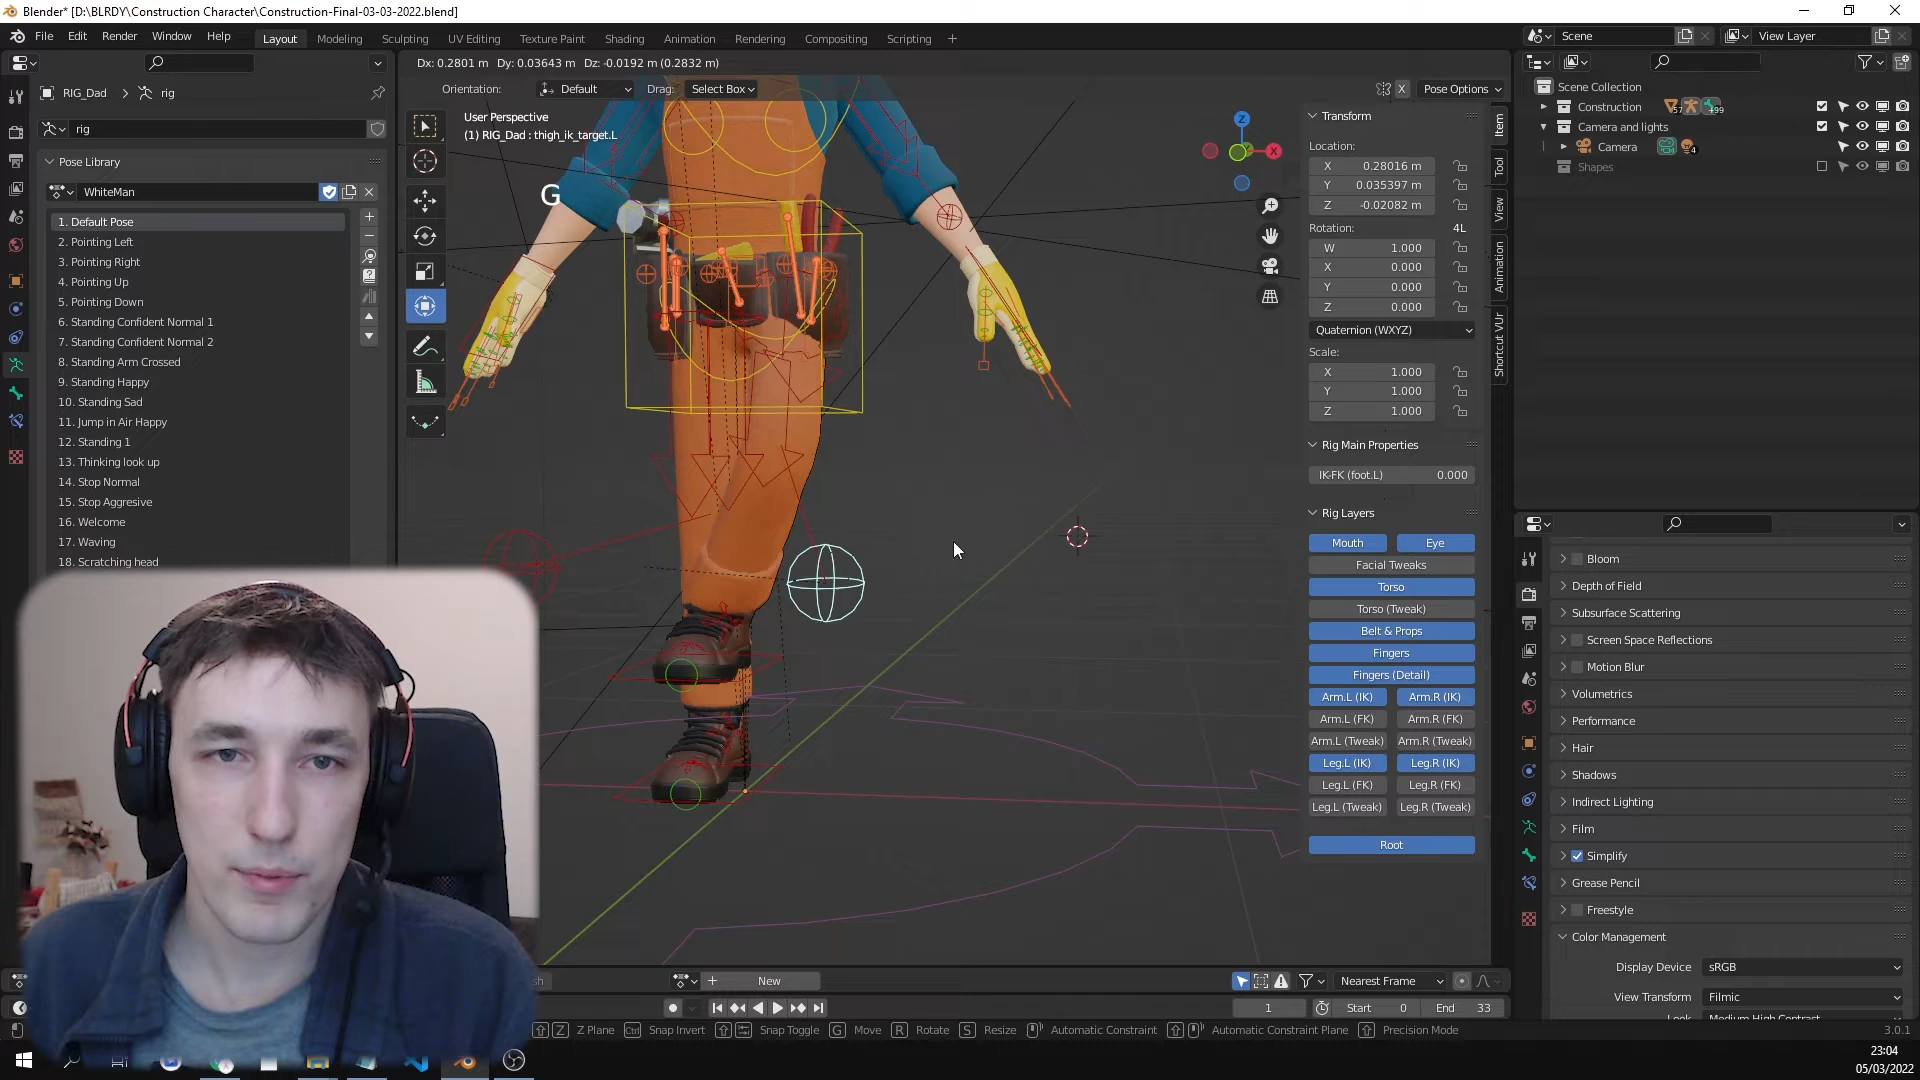 Blender* [D:\BLRDY\Construction Character\Construction-Final-03-03-2022.blend]
File Edit Render Window Help Layout Modeling Sculpting UV Editing Texture Paint Shading Animation Rendering Compositing Scripting + Scene View Layer
Dx: 0.2801 m Dy: 0.03643 m Dz: -0.0192 m (0.2832 m)
Orientation: Default Drag: Select Box X Pose Options
RIG_Dad > rig
rig
Pose Library
WhiteMan
1. Default Pose
2. Pointing Left
3. Pointing Right
4. Pointing Up
5. Pointing Down
6. Standing Confident Normal 1
7. Standing Confident Normal 2
8. Standing Arm Crossed
9. Standing Happy
10. Standing Sad
11. Jump in Air Happy
12. Standing 1
13. Thinking look up
14. Stop Normal
15. Stop Aggresive
16. Welcome
17. Waving
18. Scratching head
User Perspective
(1) RIG_Dad : thigh_ik_target.L
G
Z
X
Transform
Location:
X 0.28016 m
Y 0.035397 m
Z -0.02082 m
Rotation: 4L
W 1.000
X 0.000
Y 0.000
Z 0.000
Quaternion (WXYZ)
Scale:
X 1.000
Y 1.000
Z 1.000
Rig Main Properties
IK-FK (foot.L) 0.000
Rig Layers
Mouth Eye
Facial Tweaks
Torso
Torso (Tweak)
Belt & Props
Fingers
Fingers (Detail)
Arm.L (IK) Arm.R (IK)
Arm.L (FK) Arm.R (FK)
Arm.L (Tweak) Arm.R (Tweak)
Leg.L (IK) Leg.R (IK)
Leg.L (FK) Leg.R (FK)
Leg.L (Tweak) Leg.R (Tweak)
Root
Item
Tool
View
Animation
Shortcut VUr
Scene Collection
Construction 57 +99
Camera and lights
Camera 4
Shapes
Bloom
Depth of Field
Subsurface Scattering
Screen Space Reflections
Motion Blur
Volumetrics
Performance
Hair
Shadows
Indirect Lighting
Film
Simplify
Grease Pencil
Freestyle
Color Management
Display Device sRGB
View Transform Filmic
Look Medium High Contrast
+ New Nearest Frame
1 Start 0 End 33
Z Z Plane Ctrl Snap Invert Snap Toggle G Move R Rotate S Resize Automatic Constraint Automatic Constraint Plane Precision Mode 3.0.1
23:04
05/03/2022